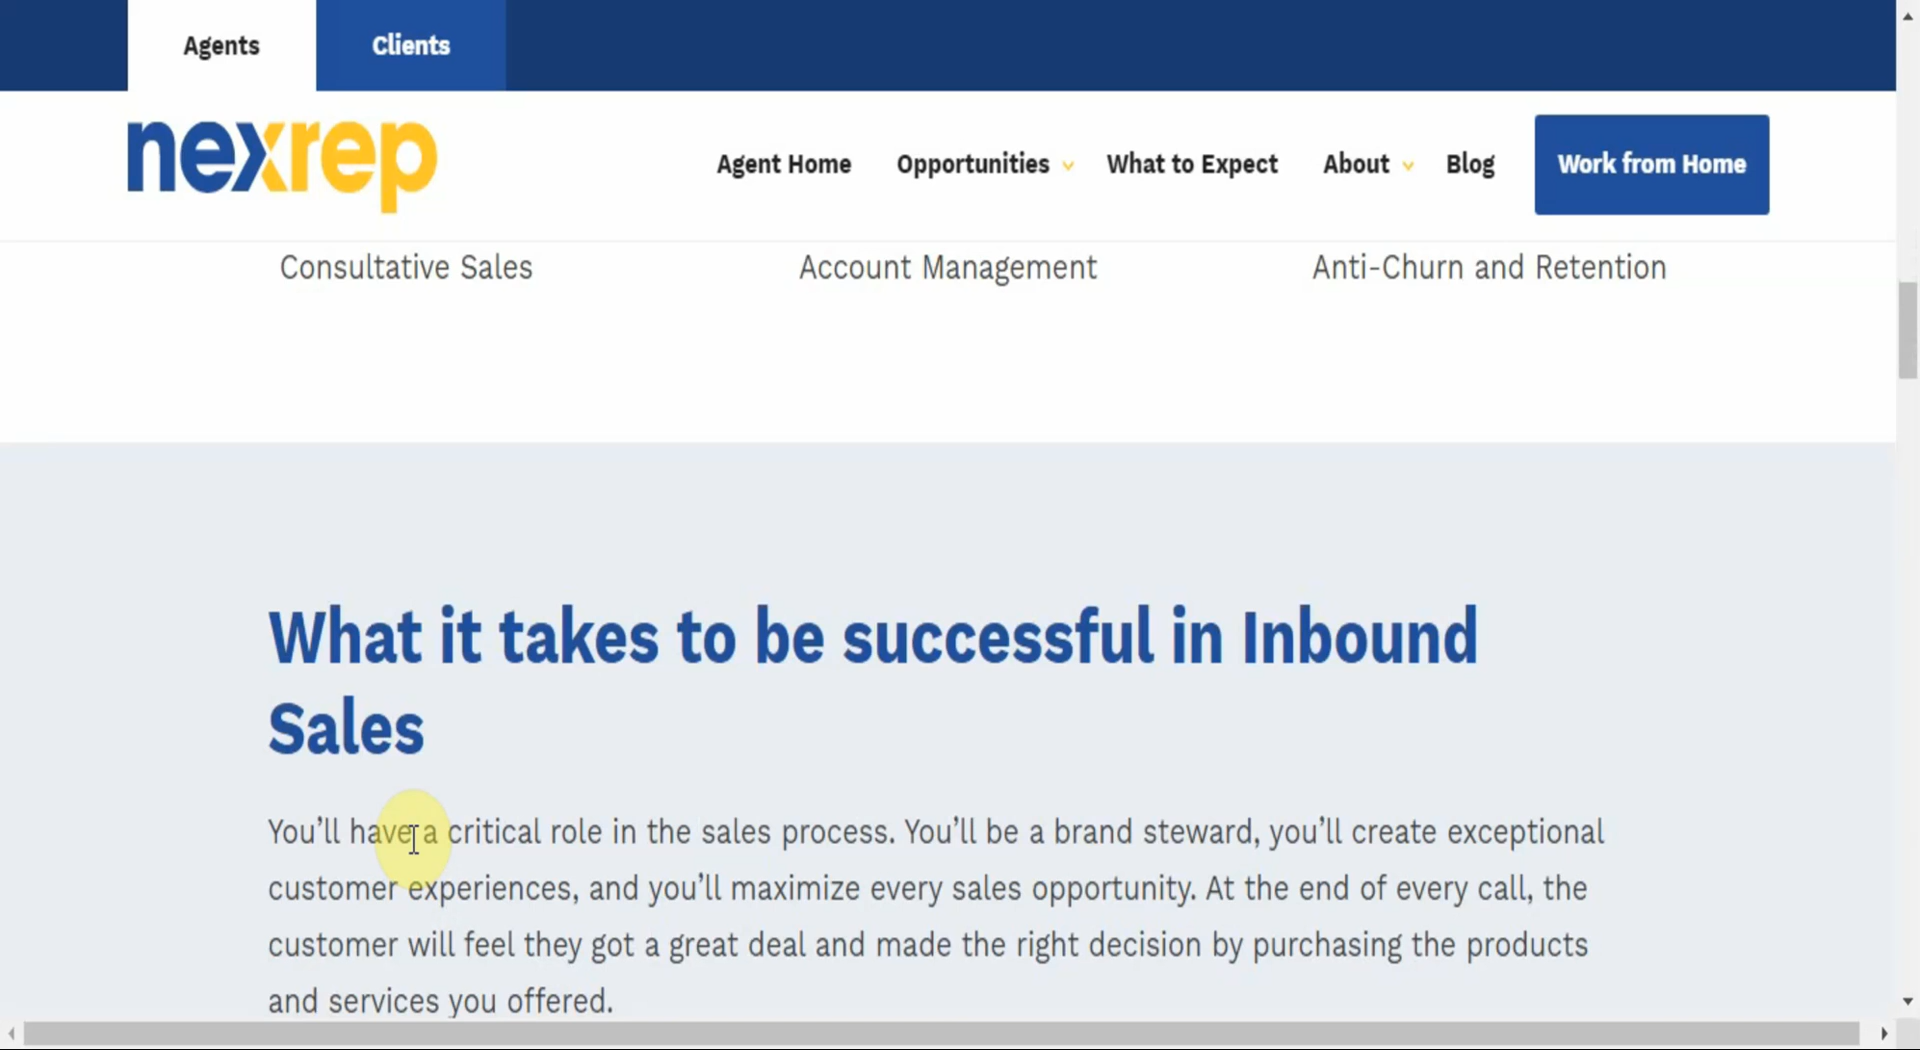 Agents
Clients
nexrep
Agent Home
Opportunities
What to Expect
About
Blog
Work from Home
Consultative Sales
Account Management
Anti-Churn and Retention
What it takes to be successful in Inbound
Sales
You’ll have a critical role in the sales process. You’ll be a brand steward, you’ll create exceptional
customer experiences, and you’ll maximize every sales opportunity. At the end of every call, the
customer will feel they got a great deal and made the right decision by purchasing the products
and services you offered.